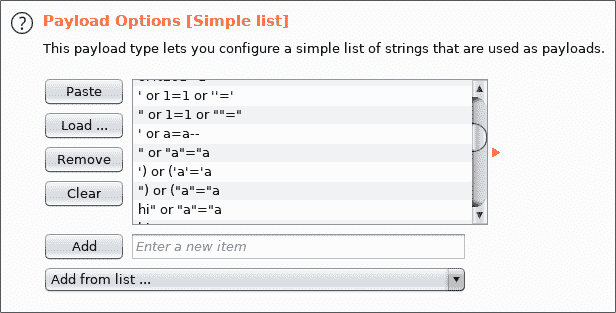 ? Payload Options [Simple list]
This payload type lets you configure a simple list of strings that are used as payloads.
Paste
Load ...
Remove
Clear
' or 1=1 or ''='
" or 1=1 or ""="
' or a=a--
" or "a"="a
') or ('a'='a
") or ("a"="a
hi" or "a"="a
Add
Enter a new item
Add from list ...